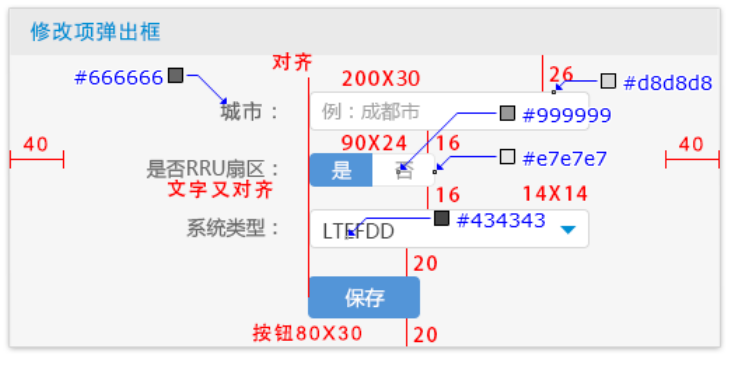 修改项弹出框
对齐
200X30
26
#d8d8d8
#666666
城市：
例：成都市
#999999
90X24
16
40
40
是否RRU扇区：
是
否
#e7e7e7
文字又对齐
16
14X14
系统类型：
LTEFDD
#434343
20
保存
按钮80X30
20